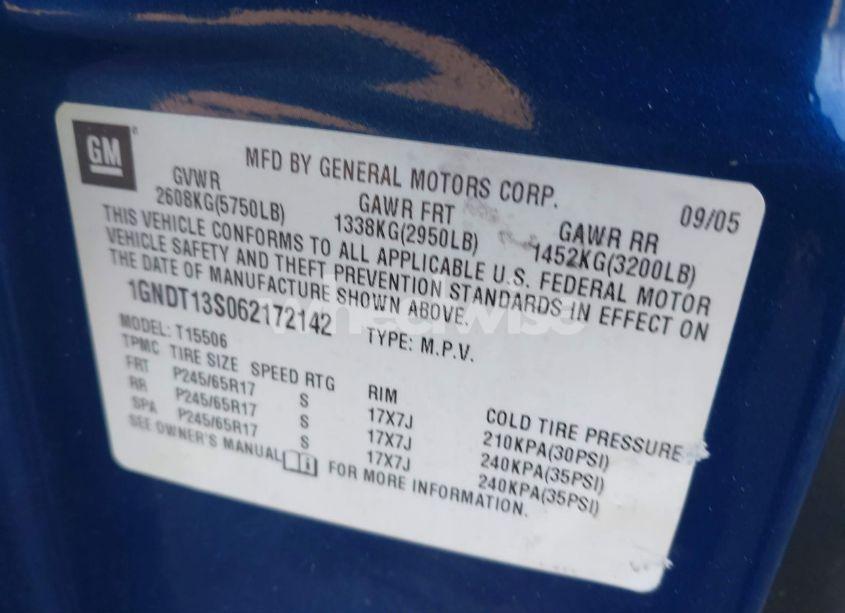 GM
MFD BY GENERAL MOTORS CORP.
09/05
GVWR GAWR FRT GAWR RR
2608KG(5750LB) 1338KG(2950LB) 1452KG(3200LB)
THIS VEHICLE CONFORMS TO ALL APPLICABLE U.S. FEDERAL MOTOR
VEHICLE SAFETY AND THEFT PREVENTION STANDARDS IN EFFECT ON
THE DATE OF MANUFACTURE SHOWN ABOVE.
1GNDT13S062172142 TYPE: M.P.V.
MODEL: T15506
TPMC TIRE SIZE SPEED RTG RIM COLD TIRE PRESSURE
FRT P245/65R17 S 17X7J 210KPA(30PSI)
RR P245/65R17 S 17X7J 240KPA(35PSI)
SPA P245/65R17 S 17X7J 240KPA(35PSI)
SEE OWNER'S MANUAL FOR MORE INFORMATION.